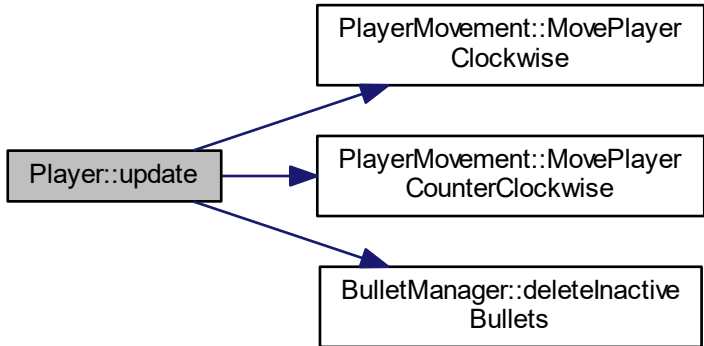 PlayerMovement::MovePlayer
Clockwise
Player::update
PlayerMovement::MovePlayer
CounterClockwise
BulletManager::deleteInactive
Bullets